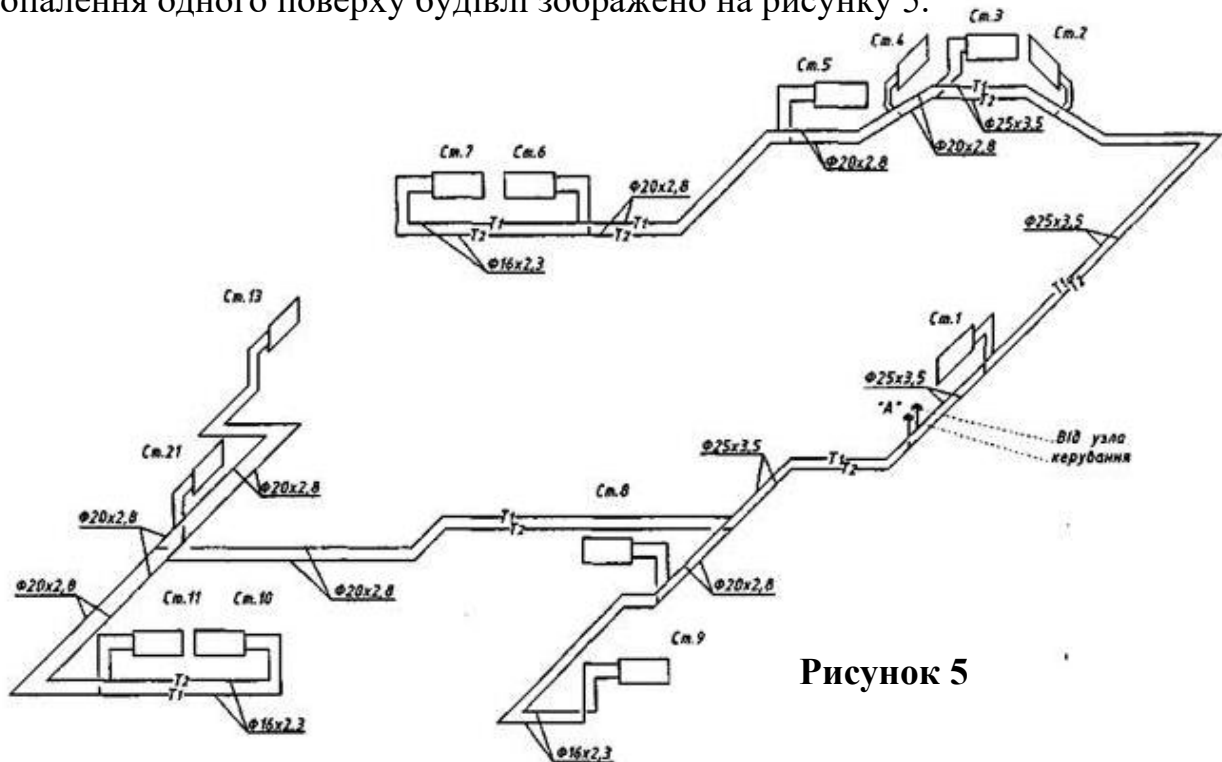 опалення одного поверху будівлі зображено на рисунку 5.
Ст.3
Ст.4
Ст.2
Ст.5
Т1
Т2
Ф25х3,5
Ф20х2,8
Ф20х2,8
Ст.7
Ст.6
Ф20х2,8
Т1
Т1
Т2
Т2
Ф16х2,3
Ф25х3,5
Т1
Т2
Ст.13
Ст.1
Ф25х3,5
"А"
Від узла
керування
Ст.21
Ф25х3,5
Т1
Т2
Ф20х2,8
Ст.8
Ф20х2,8
Т1
Т2
Ф20х2,8
Ф20х2,8
Ф20х2,8
Ст.11
Ст.10
Ст.9
Рисунок 5
Т2
Т1
Ф16х2,3
Ф16х2,3